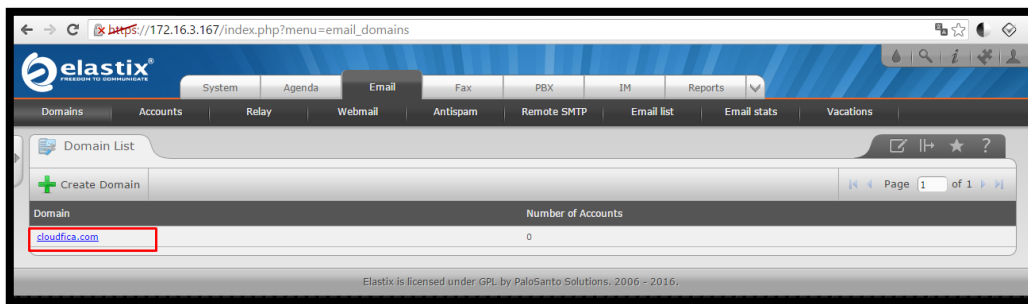 https://172.16.3.167/index.php?menu=email_domains
elastix®
FREEDOM TO COMMUNICATE
System Agenda Email Fax PBX IM Reports
Domains Accounts Relay Webmail Antispam Remote SMTP Email list Email stats Vacations
Domain List
Create Domain Page 1 of 1
Domain Number of Accounts
cloudfica.com 0
Elastix is licensed under GPL by PaloSanto Solutions. 2006 - 2016.